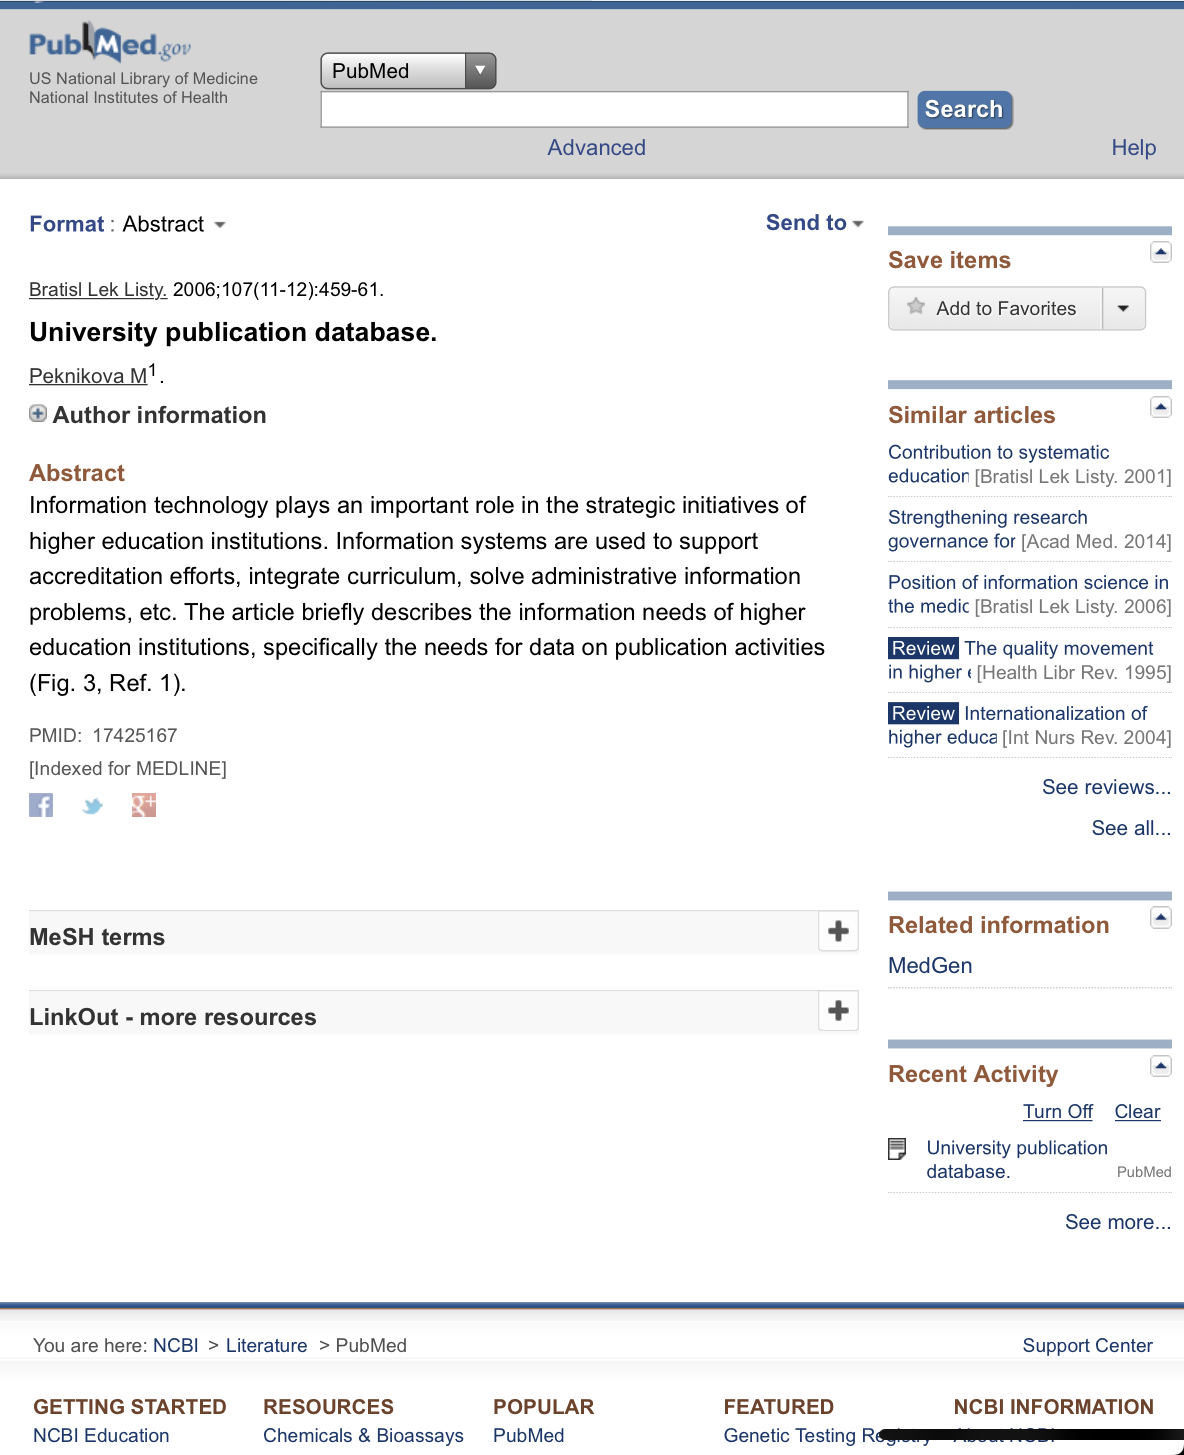 PubMed.gov
US National Library of Medicine
National Institutes of Health
PubMed
Search
Advanced
Help
Format : Abstract
Send to
Bratisl Lek Listy. 2006;107(11-12):459-61.
University publication database.
Peknikova M1.
Author information
Abstract
Information technology plays an important role in the strategic initiatives of
higher education institutions. Information systems are used to support
accreditation efforts, integrate curriculum, solve administrative information
problems, etc. The article briefly describes the information needs of higher
education institutions, specifically the needs for data on publication activities
(Fig. 3, Ref. 1).
PMID: 17425167
[Indexed for MEDLINE]
f
g+
MeSH terms
LinkOut - more resources
Save items
Add to Favorites
Similar articles
Contribution to systematic
education [Bratisl Lek Listy. 2001]
Strengthening research
governance for [Acad Med. 2014]
Position of information science in
the medic [Bratisl Lek Listy. 2006]
Review The quality movement
in higher e [Health Libr Rev. 1995]
Review Internationalization of
higher educa [Int Nurs Rev. 2004]
See reviews...
See all...
Related information
MedGen
Recent Activity
Turn Off Clear
University publication
database. PubMed
See more...
You are here: NCBI > Literature > PubMed
Support Center
GETTING STARTED
NCBI Education
RESOURCES
Chemicals & Bioassays
POPULAR
PubMed
FEATURED
Genetic Testing Registry
NCBI INFORMATION
About NCBI